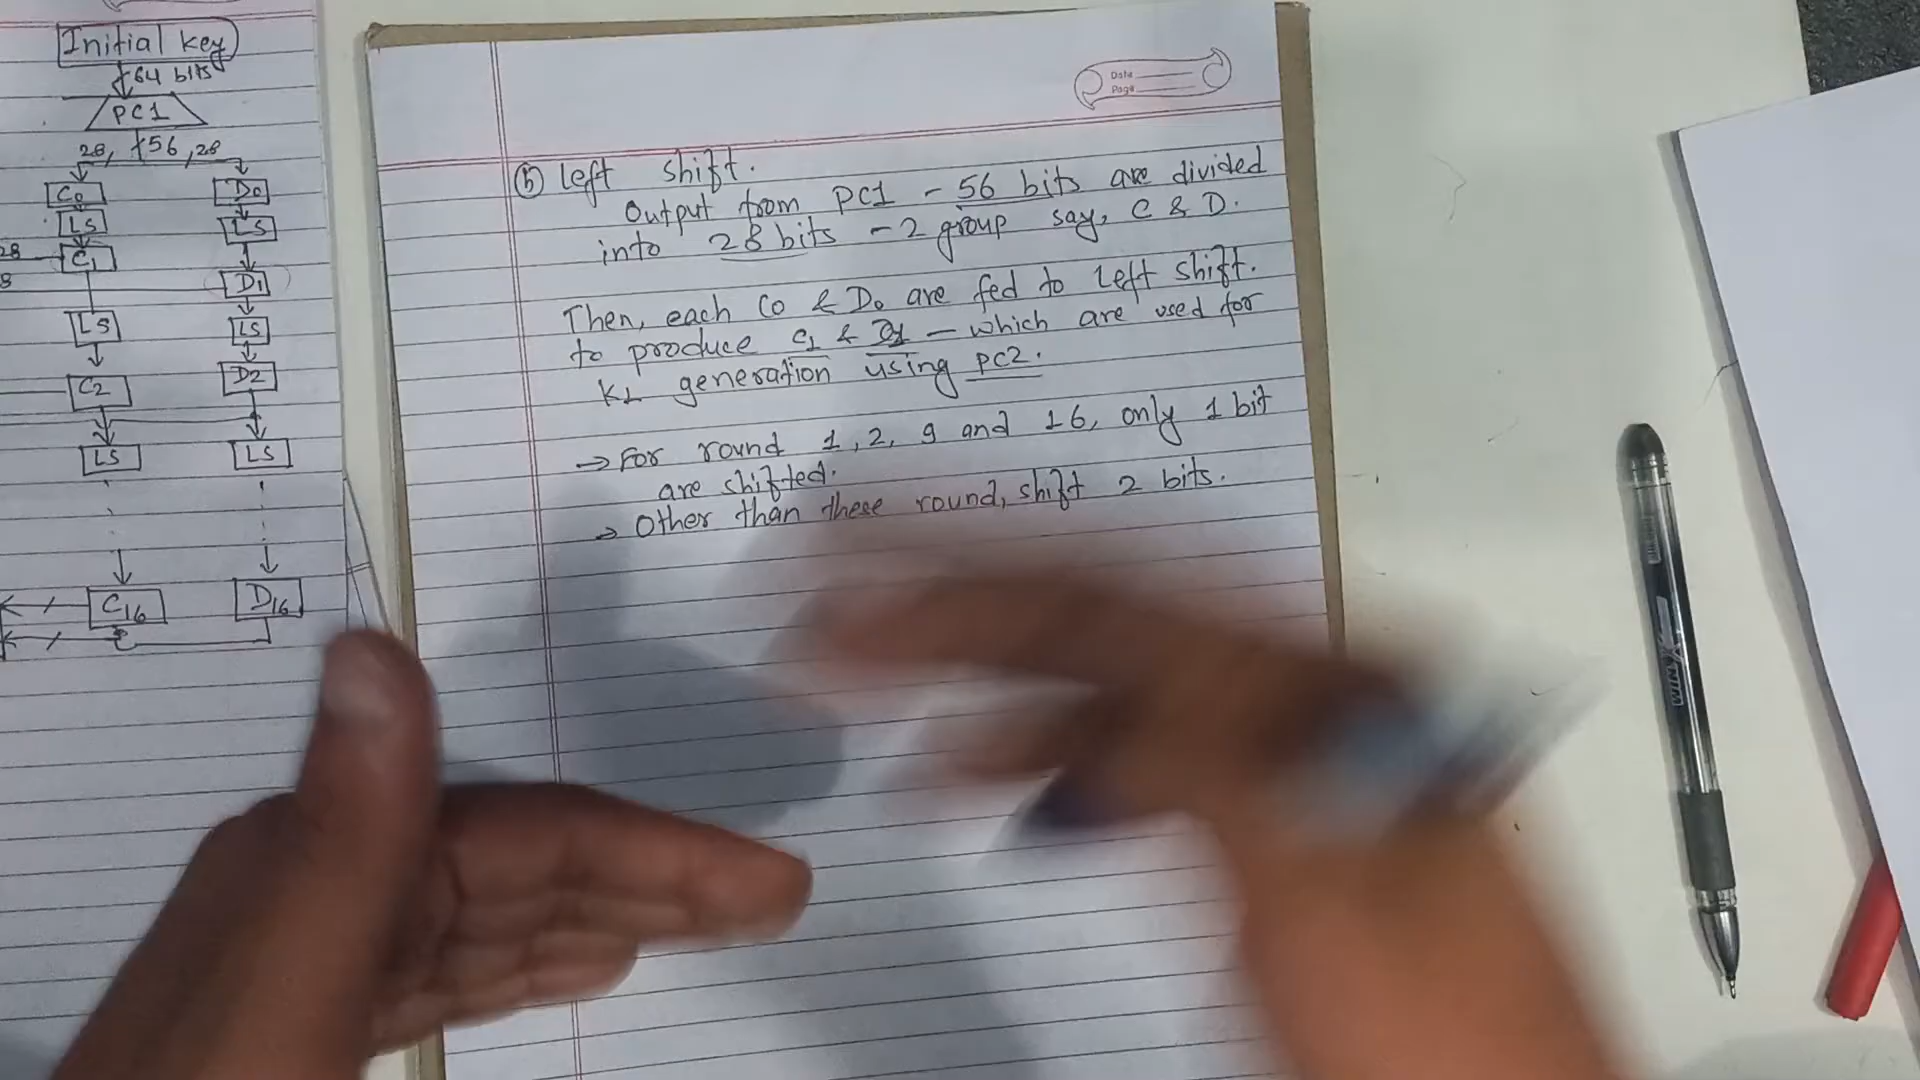 Initial key
64 bits
PC1
28, 56, 28
C0 D0
LS LS
28 C1
8 D1
LS LS
C2 D2
LS LS
C16 D16
Date
Page
⑤ Left shift.
Output from PC1 - 56 bits are divided
into 28 bits - 2 group say, C & D.
Then, each C0 & D0 are fed to Left shift.
to produce C1 & D1 - which are used for
K1 generation using PC2.
→ For round 1, 2, 9 and 16, only 1 bit
are shifted.
→ Other than these round, shift 2 bits.